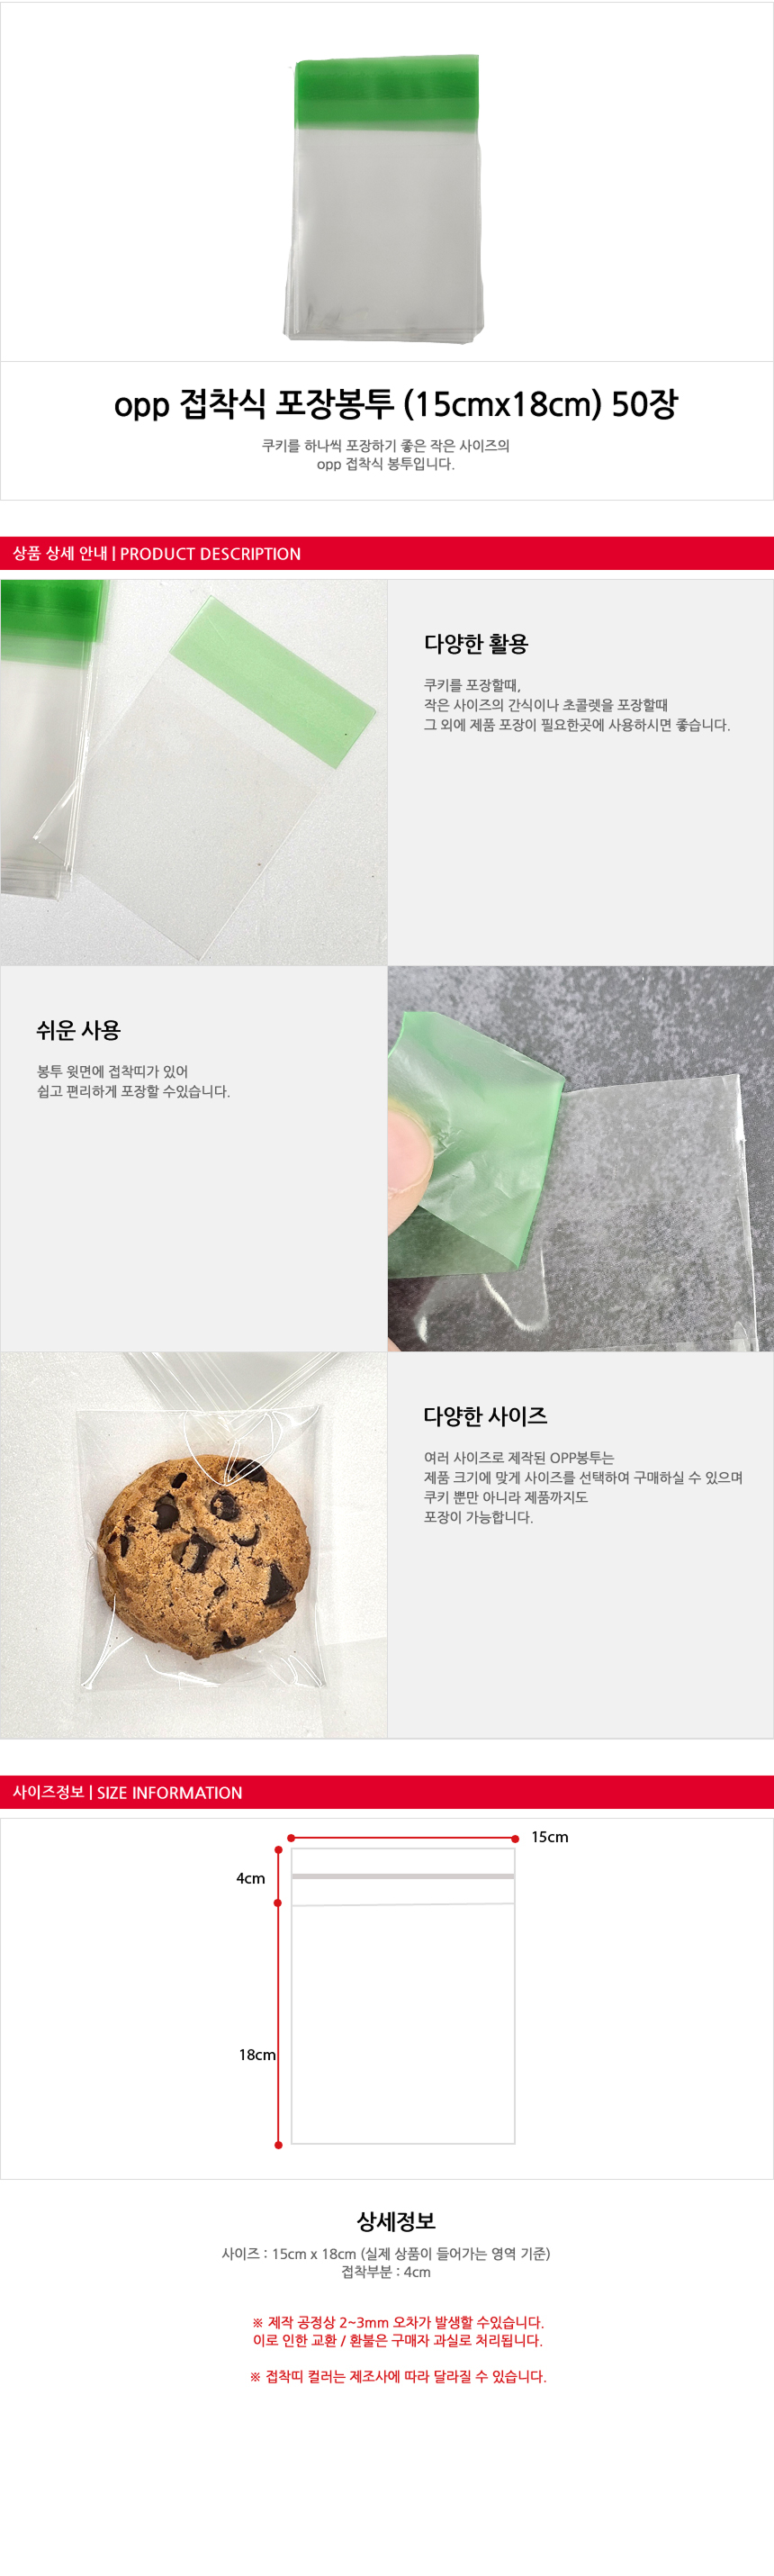 opp 접착식 포장봉투 (15cmx18cm) 50장
쿠키를 하나씩 포장하기 좋은 작은 사이즈의
opp 접착식 봉투입니다.
상품 상세 안내 | PRODUCT DESCRIPTION
다양한 활용
쿠키를 포장할때,
작은 사이즈의 간식이나 초콜렛을 포장할때
그 외에 제품 포장이 필요한곳에 사용하시면 좋습니다.
쉬운 사용
봉투 윗면에 접착띠가 있어
쉽고 편리하게 포장할 수있습니다.
다양한 사이즈
여러 사이즈로 제작된 OPP봉투는
제품 크기에 맞게 사이즈를 선택하여 구매하실 수 있으며
쿠키 뿐만 아니라 제품까지도
포장이 가능합니다.
사이즈정보 | SIZE INFORMATION
15cm
4cm
18cm
상세정보
사이즈 : 15cm x 18cm (실제 상품이 들어가는 영역 기준)
접착부분 : 4cm
※ 제작 공정상 2~3mm 오차가 발생할 수있습니다.
이로 인한 교환 / 환불은 구매자 과실로 처리됩니다.
※ 접착띠 컬러는 제조사에 따라 달라질 수 있습니다.